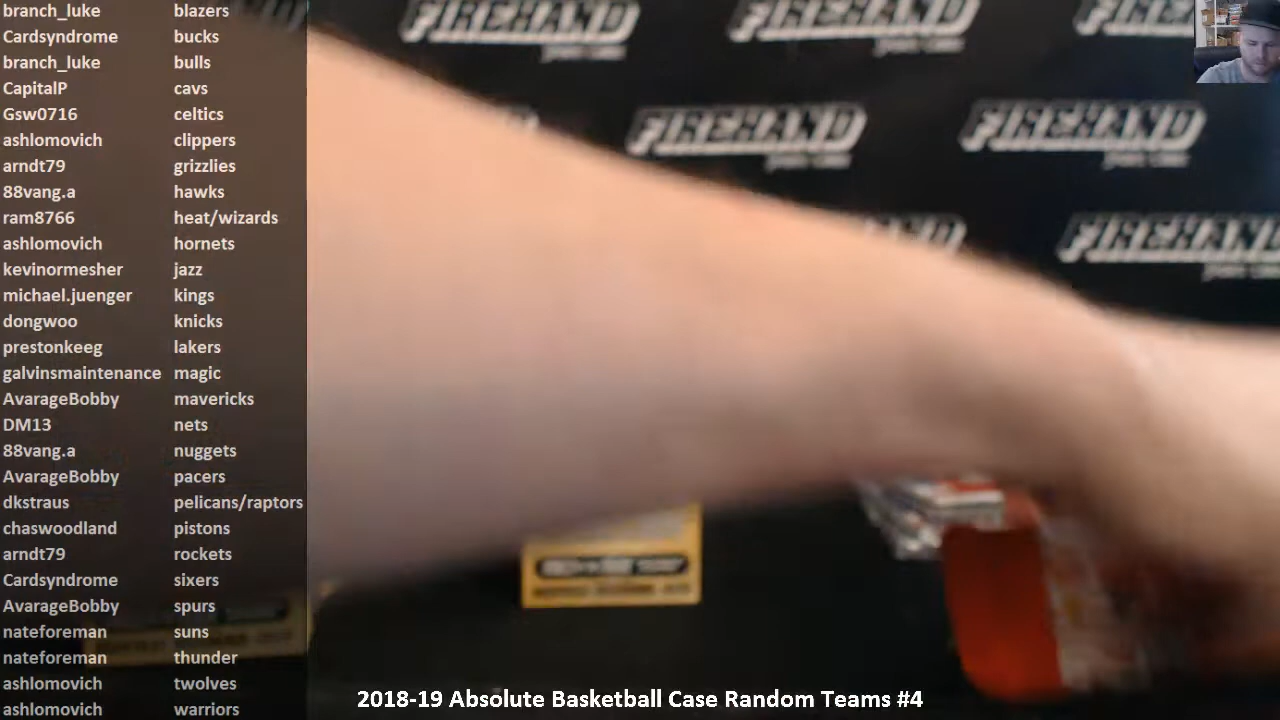 branch_luke blazers
Cardsyndrome bucks
branch_luke bulls
CapitalP cavs
Gsw0716 celtics
ashlomovich clippers
arndt79 grizzlies
88vang.a hawks
ram8766 heat/wizards
ashlomovich hornets
kevinormesher jazz
michael.juenger kings
dongwoo knicks
prestonkeeg lakers
galvinsmaintenance magic
AvarageBobby mavericks
DM13 nets
88vang.a nuggets
AvarageBobby pacers
dkstraus pelicans/raptors
chaswoodland pistons
arndt79 rockets
Cardsyndrome sixers
AvarageBobby spurs
nateforeman suns
nateforeman thunder
ashlomovich twolves
ashlomovich warriors
FIREHAND FIREHAND FIREHAND
FIREHAND FIREHAND
FIREHAND
2018-19 Absolute Basketball Case Random Teams #4